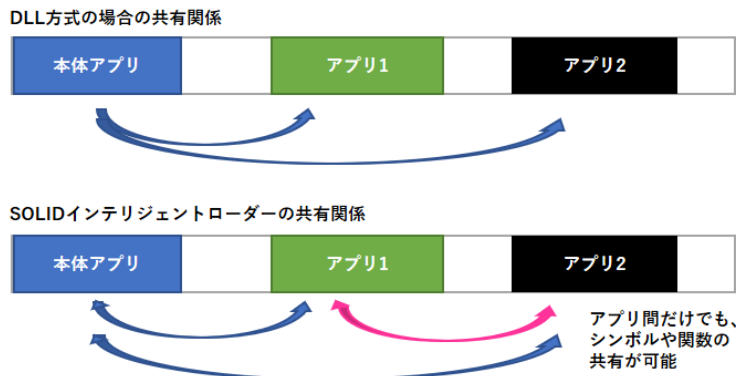 DLL方式の場合の共有関係
本体アプリ
アプリ1
アプリ2
SOLIDインテリジェントローダーの共有関係
本体アプリ
アプリ1
アプリ2
アプリ間だけでも、
シンボルや関数の
共有が可能